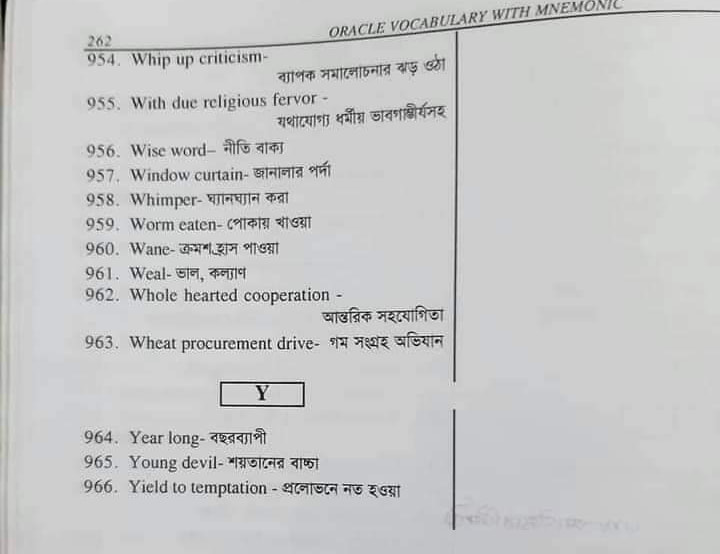 262
ORACLE VOCABULARY WITH MNEMONIC
954. Whip up criticism-
ব্যাপক সমালোচনার ঝড় ওঠা
955. With due religious fervor -
যথাযোগ্য ধর্মীয় ভাবগাম্ভীর্যসহ
956. Wise word– নীতি বাক্য
957. Window curtain- জানালার পর্দা
958. Whimper- ঘ্যানঘ্যান করা
959. Worm eaten- পোকায় খাওয়া
960. Wane- ক্রমশ হ্রাস পাওয়া
961. Weal- ভাল, কল্যাণ
962. Whole hearted cooperation -
আন্তরিক সহযোগিতা
963. Wheat procurement drive- গম সংগ্রহ অভিযান
Y
964. Year long- বছরব্যাপী
965. Young devil- শয়তানের বাচ্চা
966. Yield to temptation - প্রলোভনে নত হওয়া